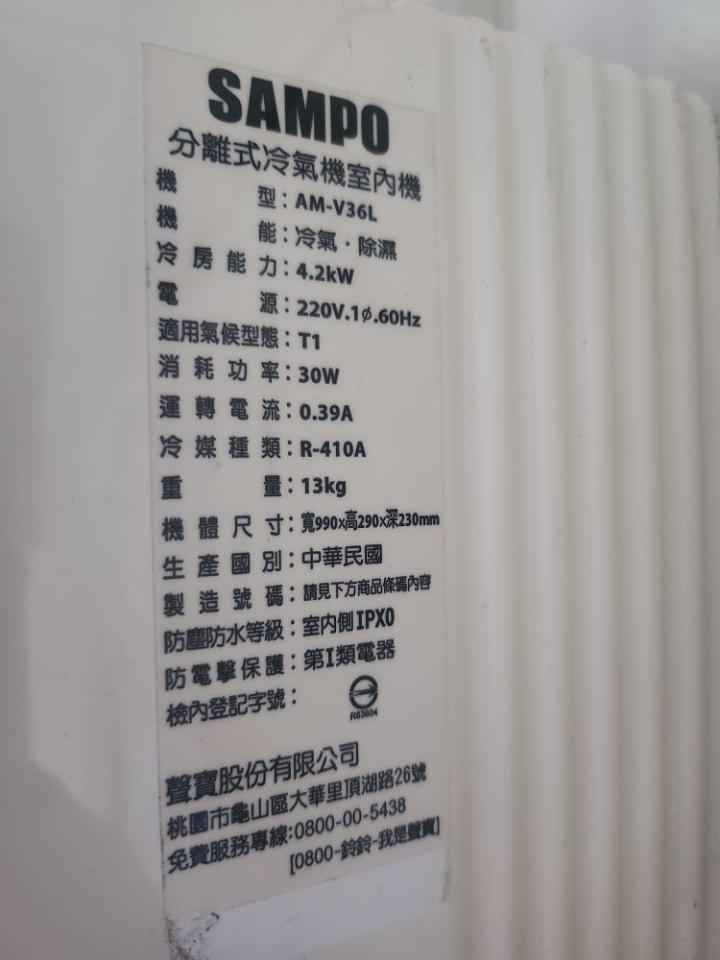 SAMPO
分離式冷氣機室內機
機型：AM-V36L
機能：冷氣．除濕
冷房能力：4.2kW
電源：220V.1ϕ.60Hz
適用氣候型態：T1
消耗功率：30W
運轉電流：0.39A
冷媒種類：R-410A
重量：13kg
機體尺寸：寬990x高290x深230mm
生產國別：中華民國
製造號碼：請見下方商品條碼內容
防塵防水等級：室內側IPX0
防電擊保護：第I類電器
檢內登記字號：
R63804
聲寶股份有限公司
桃園市龜山區大華里頂湖路26號
免費服務專線:0800-00-5438
[0800-鈴鈴-我是聲寶]